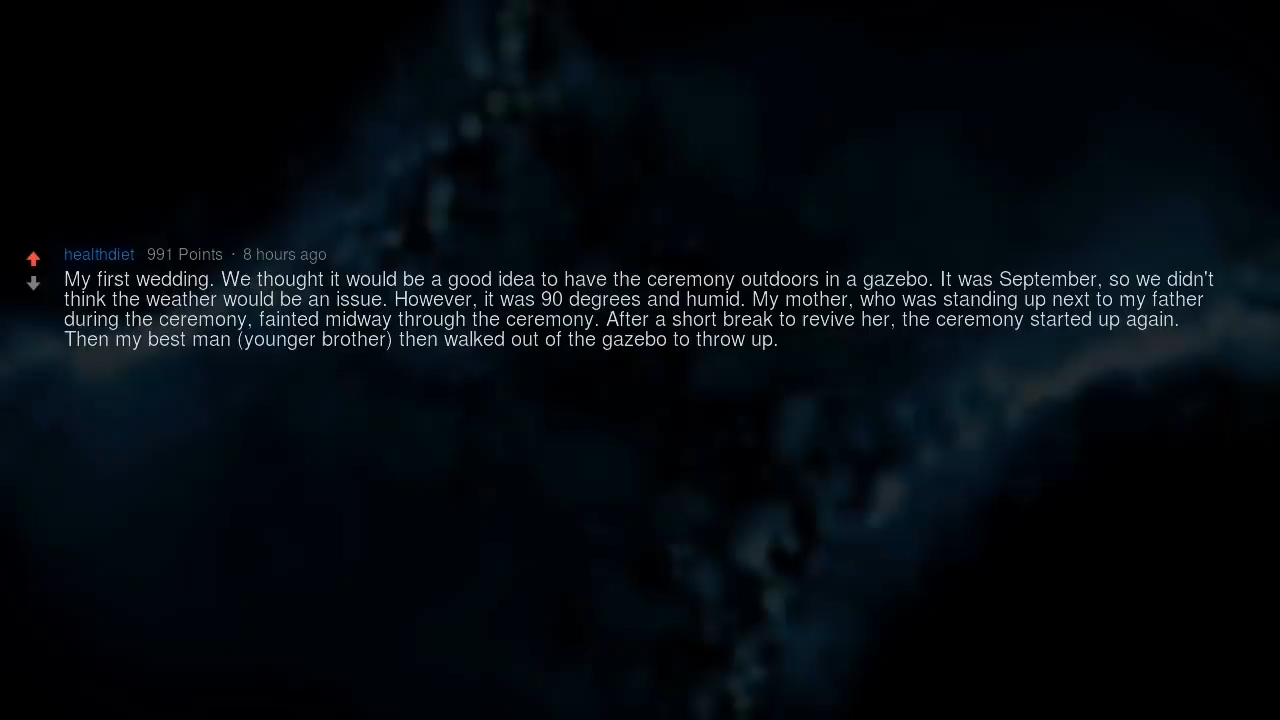 healthdiet 991 Points · 8 hours ago
My first wedding. We thought it would be a good idea to have the ceremony outdoors in a gazebo. It was September, so we didn't
think the weather would be an issue. However, it was 90 degrees and humid. My mother, who was standing up next to my father
during the ceremony, fainted midway through the ceremony. After a short break to revive her, the ceremony started up again.
Then my best man (younger brother) then walked out of the gazebo to throw up.